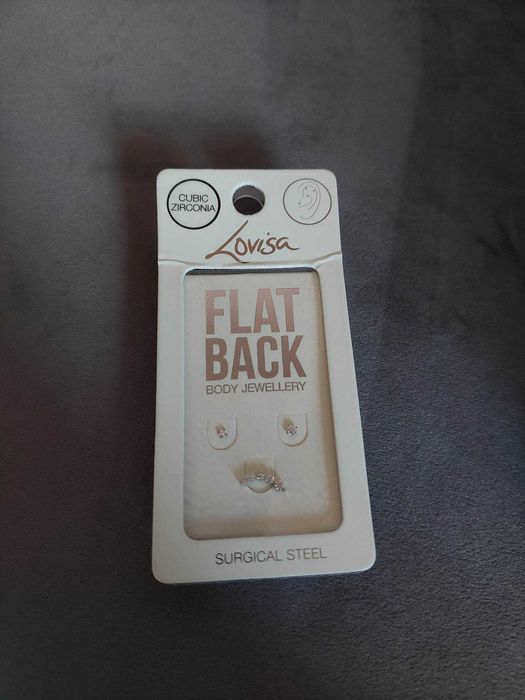 CUBIC
ZIRCONIA
Lovisa
FLAT
BACK
BODY JEWELLERY
SURGICAL STEEL